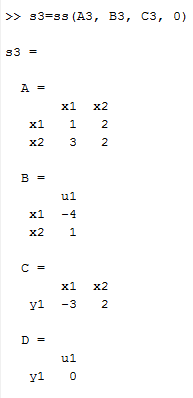 >> s3=ss(A3, B3, C3, 0)
s3 =
A =
x1 x2
x1 1 2
x2 3 2
B =
u1
x1 -4
x2 1
C =
x1 x2
y1 -3 2
D =
u1
y1 0